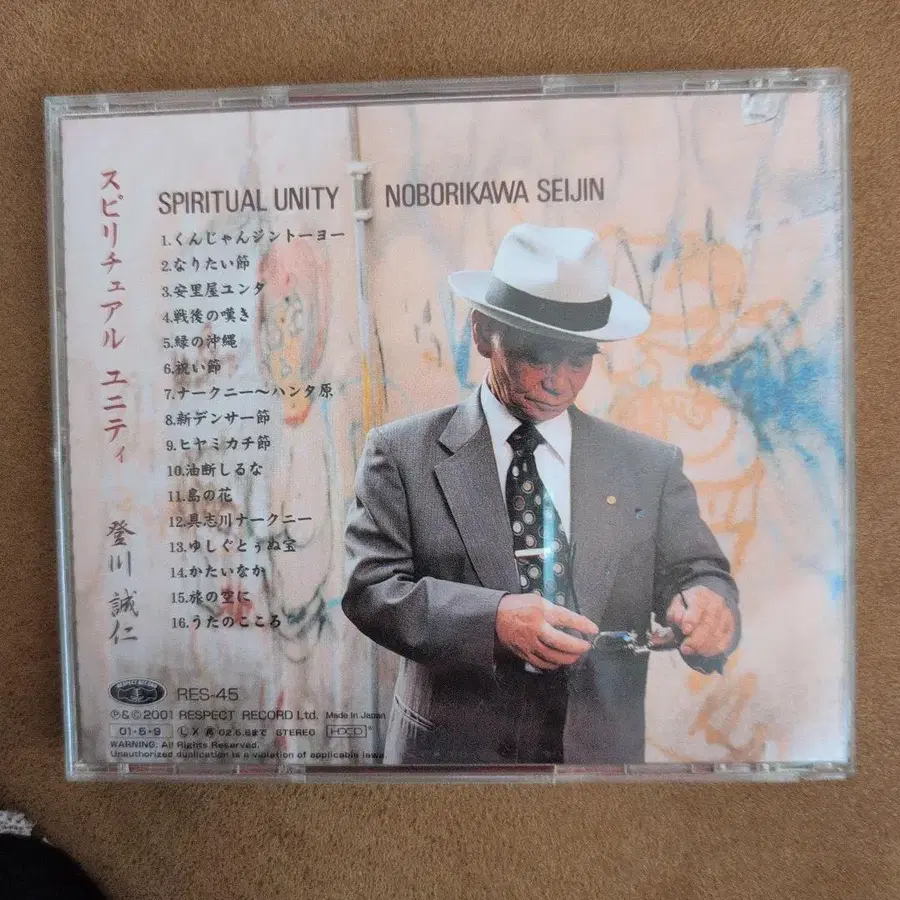 スピリチュアル ユニティ 登川誠仁
SPIRITUAL UNITY NOBORIKAWA SEIJIN
1.くんじゃんジントーヨー
2.なりたい節
3.安里屋ユンタ
4.戦後の嘆き
5.緑の沖縄
6.祝い節
7.ナークニー〜ハンタ原
8.新デンサー節
9.ヒヤミカチ節
10.油断しるな
11.島の花
12.具志川ナークニー
13.ゆしぐとぅぬ宝
14.かたいなか
15.旅の空に
16.うたのこころ
RESPECT RECORD
RES-45
℗&©2001 RESPECT RECORD Ltd. Made in Japan
01・5・9 Ⓛ X 02.5.8まで STEREO HDCD®
WARNING: All Rights Reserved.
Unauthorized duplication is a violation of applicable laws.